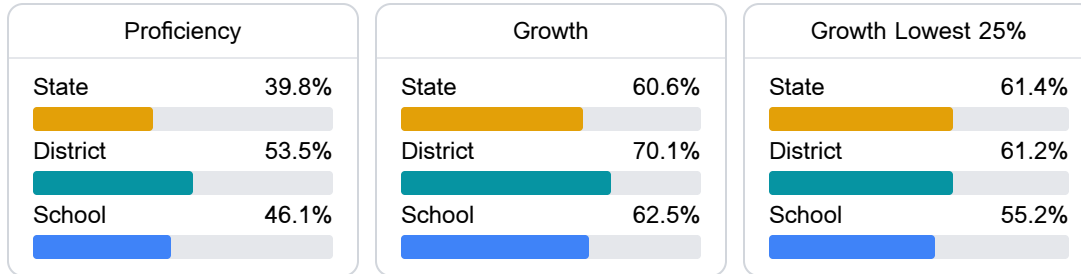 Proficiency
State 39.8%
District 53.5%
School 46.1%
Growth
State 60.6%
District 70.1%
School 62.5%
Growth Lowest 25%
State 61.4%
District 61.2%
School 55.2%